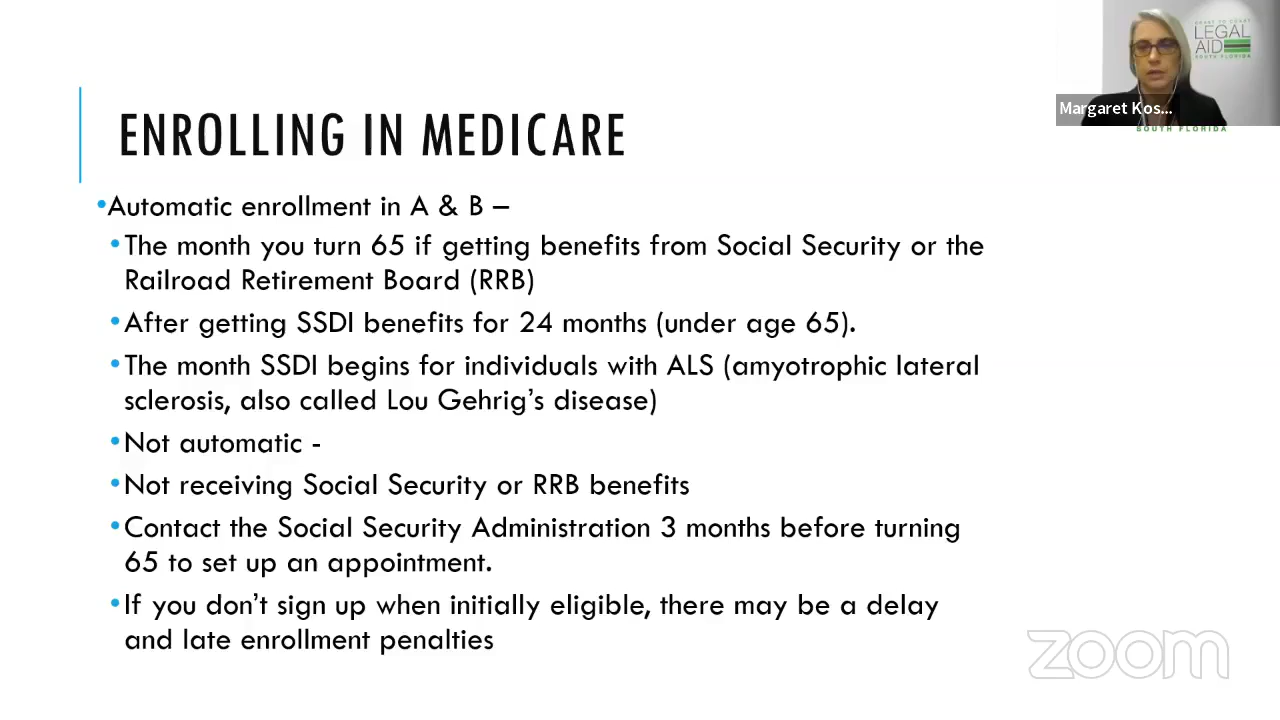 ENROLLING IN MEDICARE
•Automatic enrollment in A & B –
•The month you turn 65 if getting benefits from Social Security or the
Railroad Retirement Board (RRB)
•After getting SSDI benefits for 24 months (under age 65).
•The month SSDI begins for individuals with ALS (amyotrophic lateral
sclerosis, also called Lou Gehrig’s disease)
•Not automatic -
•Not receiving Social Security or RRB benefits
•Contact the Social Security Administration 3 months before turning
65 to set up an appointment.
•If you don’t sign up when initially eligible, there may be a delay
and late enrollment penalties
COAST TO COAST
LEGAL
AID
SOUTH FLORIDA
Margaret Kos...
SOUTH FLORIDA
zoom